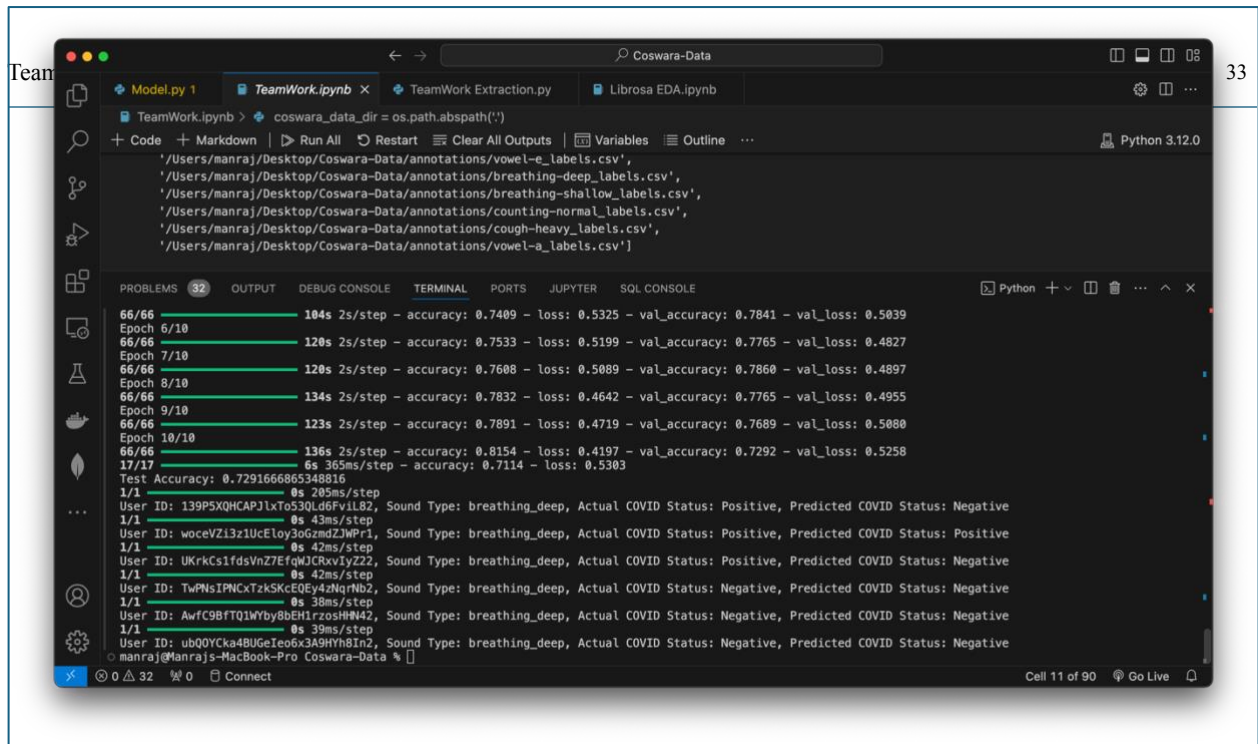 Team
33
Coswara-Data
Model.py 1
TeamWork.ipynb
TeamWork Extraction.py
Librosa EDA.ipynb
TeamWork.ipynb > coswara_data_dir = os.path.abspath('.')
+ Code + Markdown | Run All Restart Clear All Outputs | Variables Outline ...
Python 3.12.0
'/Users/manraj/Desktop/Coswara-Data/annotations/vowel-e_labels.csv',
'/Users/manraj/Desktop/Coswara-Data/annotations/breathing-deep_labels.csv',
'/Users/manraj/Desktop/Coswara-Data/annotations/breathing-shallow_labels.csv',
'/Users/manraj/Desktop/Coswara-Data/annotations/counting-normal_labels.csv',
'/Users/manraj/Desktop/Coswara-Data/annotations/cough-heavy_labels.csv',
'/Users/manraj/Desktop/Coswara-Data/annotations/vowel-a_labels.csv']
PROBLEMS 32 OUTPUT DEBUG CONSOLE TERMINAL PORTS JUPYTER SQL CONSOLE
Python
66/66 104s 2s/step - accuracy: 0.7409 - loss: 0.5325 - val_accuracy: 0.7841 - val_loss: 0.5039
Epoch 6/10
66/66 120s 2s/step - accuracy: 0.7533 - loss: 0.5199 - val_accuracy: 0.7765 - val_loss: 0.4827
Epoch 7/10
66/66 120s 2s/step - accuracy: 0.7608 - loss: 0.5089 - val_accuracy: 0.7860 - val_loss: 0.4897
Epoch 8/10
66/66 134s 2s/step - accuracy: 0.7832 - loss: 0.4642 - val_accuracy: 0.7765 - val_loss: 0.4955
Epoch 9/10
66/66 123s 2s/step - accuracy: 0.7891 - loss: 0.4719 - val_accuracy: 0.7689 - val_loss: 0.5080
Epoch 10/10
66/66 136s 2s/step - accuracy: 0.8154 - loss: 0.4197 - val_accuracy: 0.7292 - val_loss: 0.5258
17/17 6s 365ms/step - accuracy: 0.7114 - loss: 0.5303
Test Accuracy: 0.7291666865348816
1/1 0s 205ms/step
User ID: 139P5XQHCAPJlxTo53QLd6FviL82, Sound Type: breathing_deep, Actual COVID Status: Positive, Predicted COVID Status: Negative
1/1 0s 43ms/step
User ID: woceVZi3z1UcEloy3oGzmdZJWPr1, Sound Type: breathing_deep, Actual COVID Status: Positive, Predicted COVID Status: Positive
1/1 0s 42ms/step
User ID: UKrkCs1fdsVnZ7EfqWJCRxvIyZ22, Sound Type: breathing_deep, Actual COVID Status: Positive, Predicted COVID Status: Negative
1/1 0s 42ms/step
User ID: TwPNsIPNCxTzkSKcEQEy4zNqrNb2, Sound Type: breathing_deep, Actual COVID Status: Negative, Predicted COVID Status: Negative
1/1 0s 38ms/step
User ID: AwfC9BfTQ1WYby8bEH1rzosHHN42, Sound Type: breathing_deep, Actual COVID Status: Negative, Predicted COVID Status: Negative
1/1 0s 39ms/step
User ID: ubQOYCka4BUGeIeo6x3A9HYh8In2, Sound Type: breathing_deep, Actual COVID Status: Negative, Predicted COVID Status: Negative
manraj@Manrajs-MacBook-Pro Coswara-Data %
0 32 0 Connect
Cell 11 of 90 Go Live